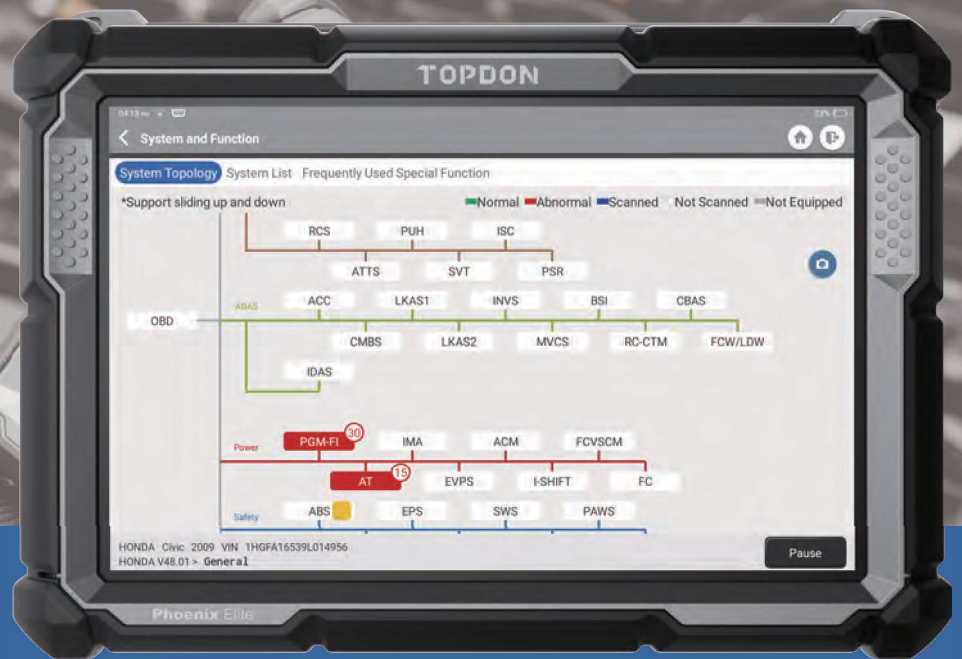 TOPDON
System and Function
System Topology System List Frequently Used Special Function
*Support sliding up and down Normal Abnormal Scanned Not Scanned Not Equipped
RCS PUH ISC
ATTS SVT PSR
ADAS ACC LKAS1 INVS BSI CBAS
OBD
CMBS LKAS2 MVCS RC-CTM FCW/LDW
IDAS
Power PGM-FI 30 IMA ACM FCVSCM
AT 15 EVPS I-SHIFT FC
Safety ABS EPS SWS PAWS
HONDA Civic 2009 VIN 1HGFA16539L014956
HONDA V48.01 > General
Pause
Phoenix Elite